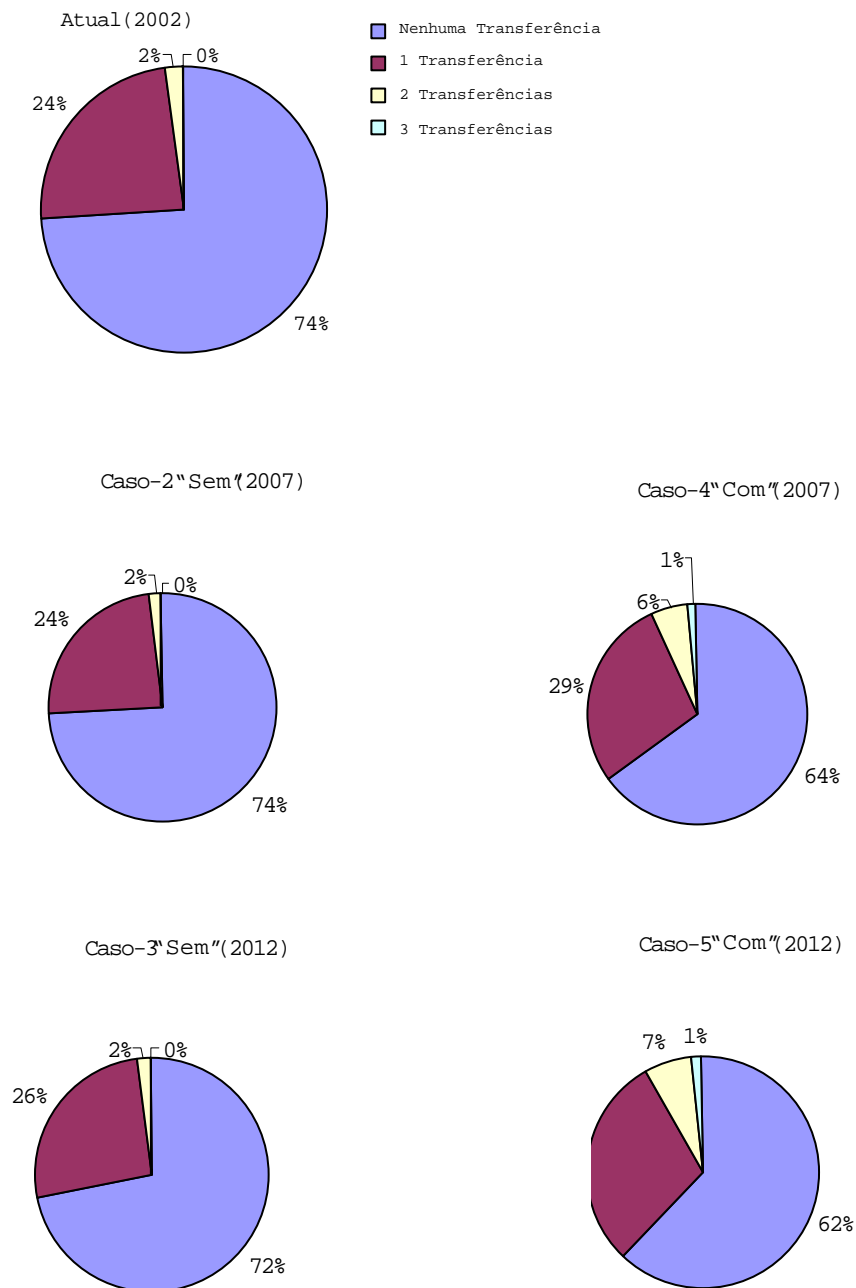 Atual(2002)
Nenhuma Transferência
1 Transferência
2 Transferências
3 Transferências
2%
0%
24%
74%
Caso-2“Sem”(2007)
2%
0%
24%
74%
Caso-4“Com”(2007)
1%
6%
29%
64%
Caso-3“Sem”(2012)
2%
0%
26%
72%
Caso-5“Com”(2012)
7%
1%
62%